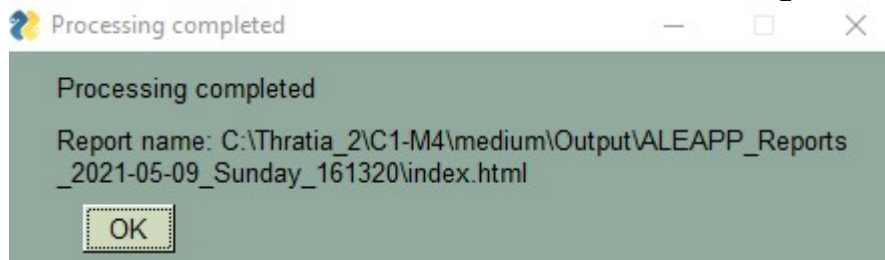 Processing completed
Processing completed
Report name: C:\Thratia_2\C1-M4\medium\Output\ALEAPP_Reports
_2021-05-09_Sunday_161320\index.html
OK